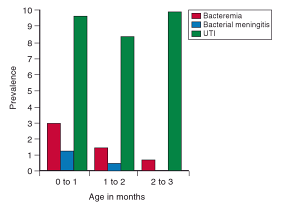 10
9
8
7
6
5
4
3
2
1
0
Prevalence
0 to 1 1 to 2 2 to 3
Age in months
Bacteremia
Bacterial meningitis
UTI